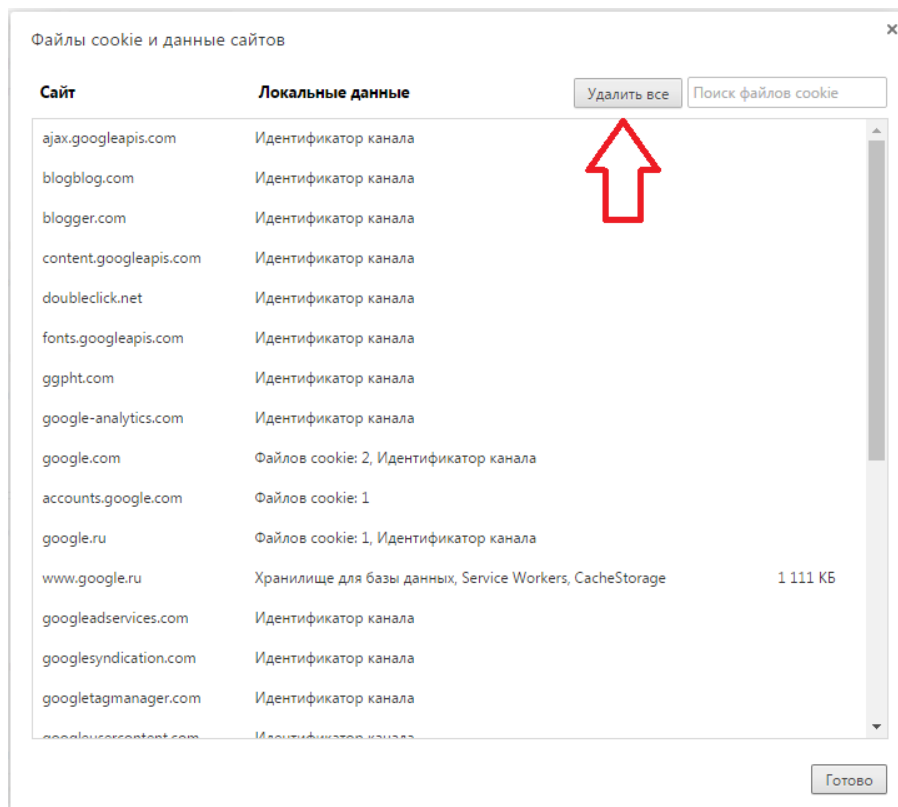 Файлы cookie и данные сайтов
×
Сайт Локальные данные Удалить все Поиск файлов cookie
ajax.googleapis.com Идентификатор канала
blogblog.com Идентификатор канала
blogger.com Идентификатор канала
content.googleapis.com Идентификатор канала
doubleclick.net Идентификатор канала
fonts.googleapis.com Идентификатор канала
ggpht.com Идентификатор канала
google-analytics.com Идентификатор канала
google.com Файлов cookie: 2, Идентификатор канала
accounts.google.com Файлов cookie: 1
google.ru Файлов cookie: 1, Идентификатор канала
www.google.ru Хранилище для базы данных, Service Workers, CacheStorage 1 111 КБ
googleadservices.com Идентификатор канала
googlesyndication.com Идентификатор канала
googletagmanager.com Идентификатор канала
googleusercontent.com Идентификатор канала
Готово